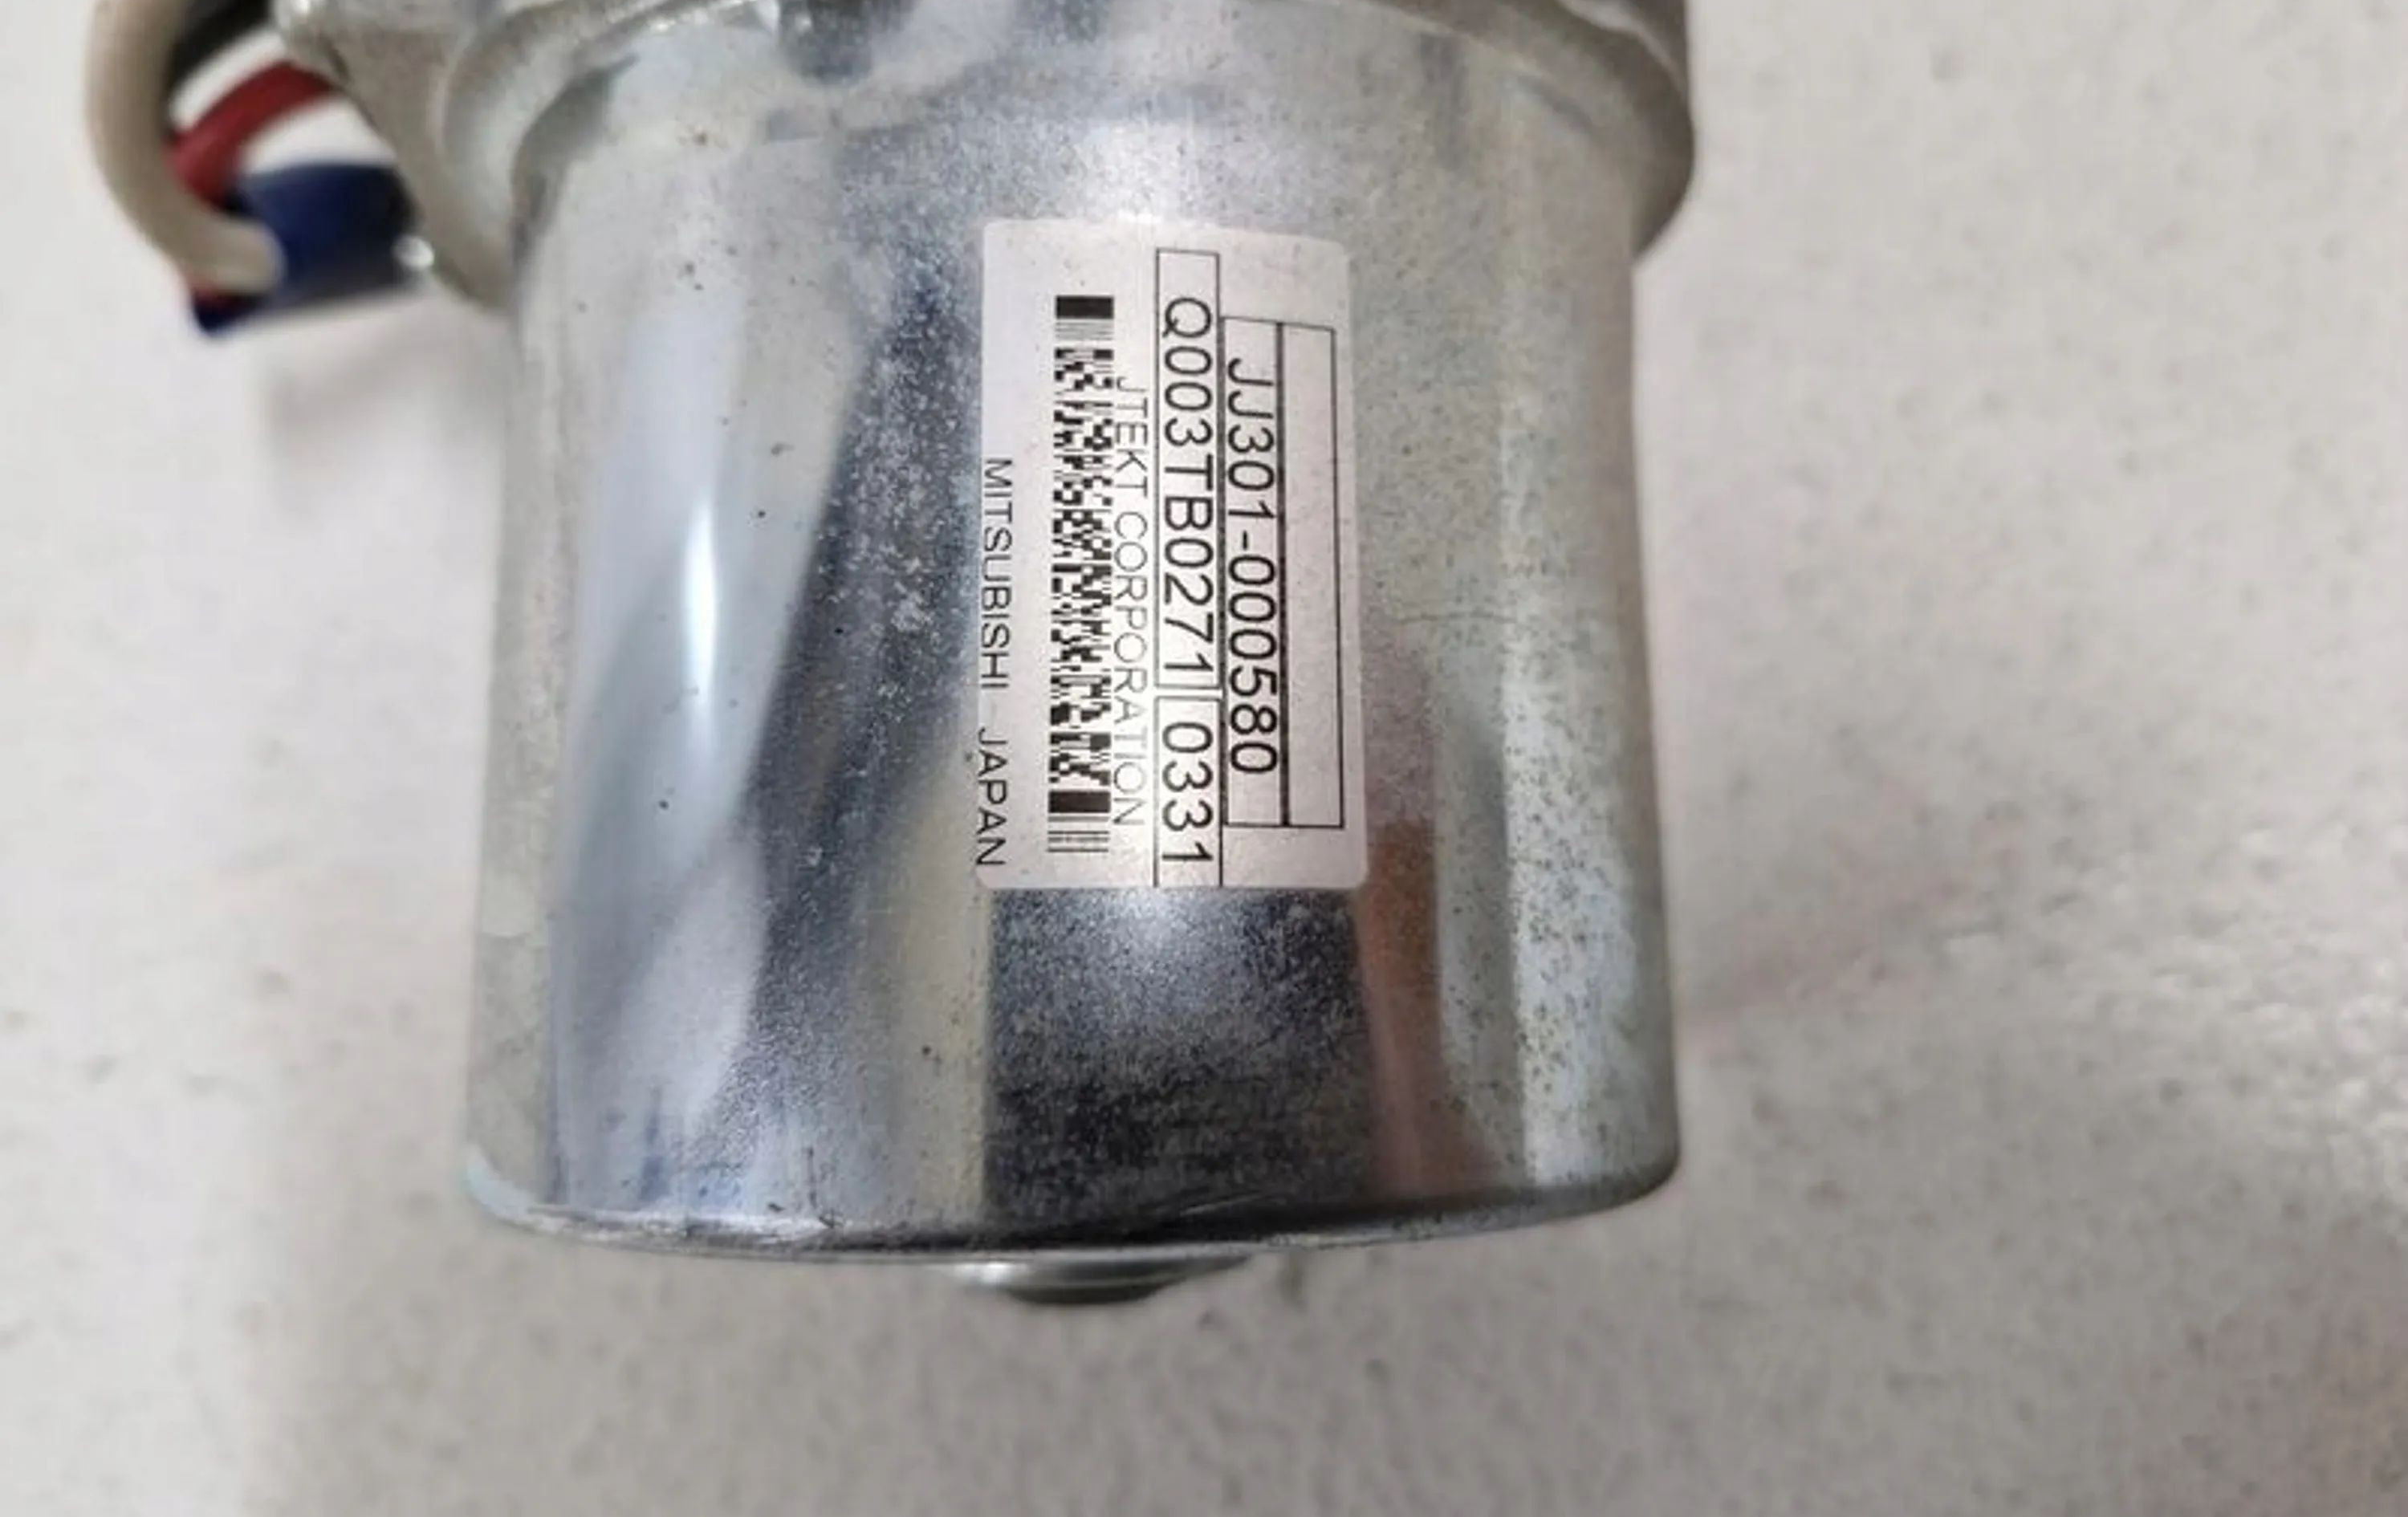 JJ301-000580
Q003TB0271 0331
JTEKT CORPORATION
MITSUBISHI JAPAN